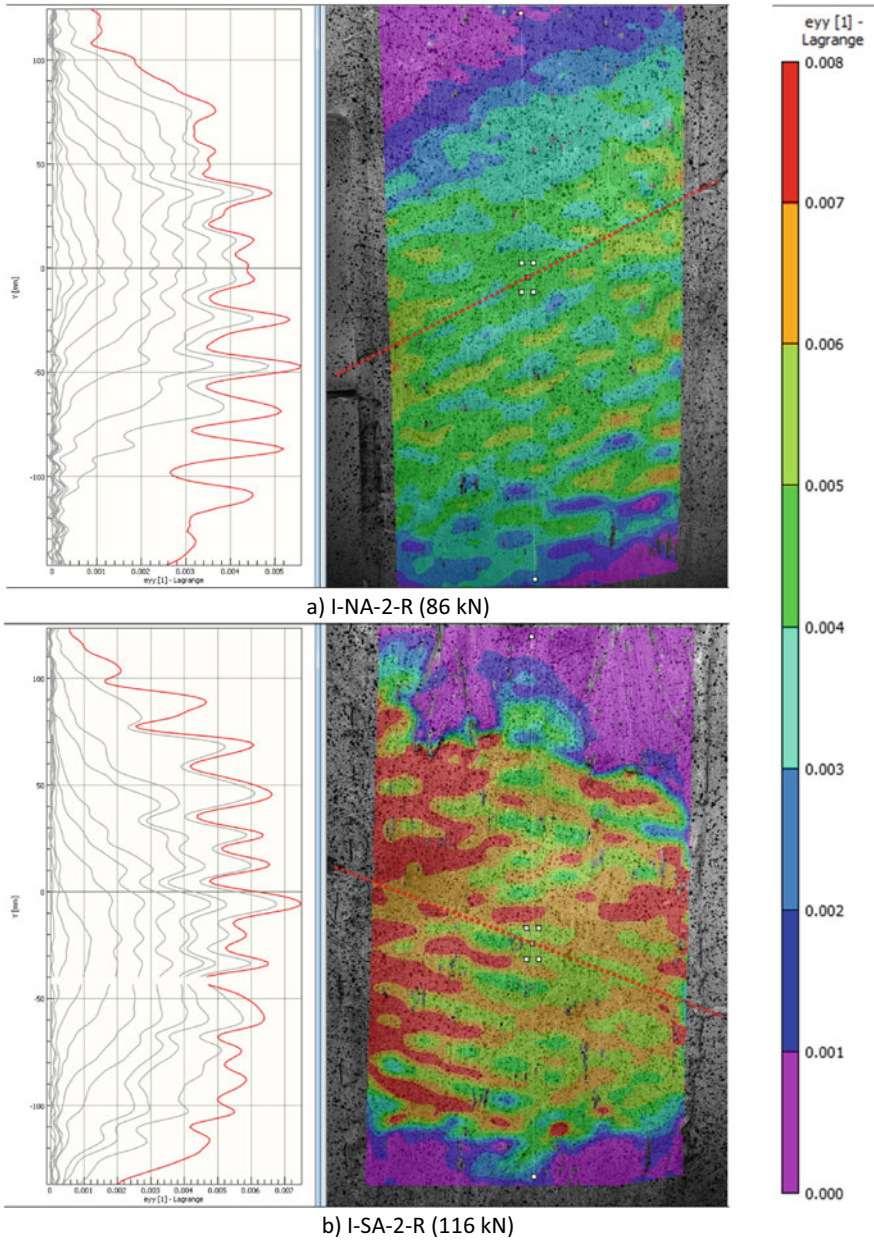 eyy [1] -
Lagrange
0.008
0.007
0.006
0.005
0.004
0.003
0.002
0.001
0.000
100
50
0
-50
-100
Y [mm]
0 0.001 0.002 0.003 0.004 0.005
eyy [1] - Lagrange
a) I-NA-2-R (86 kN)
100
50
0
-50
-100
Y [mm]
0 0.001 0.002 0.003 0.004 0.005 0.006 0.007
eyy [1] - Lagrange
b) I-SA-2-R (116 kN)